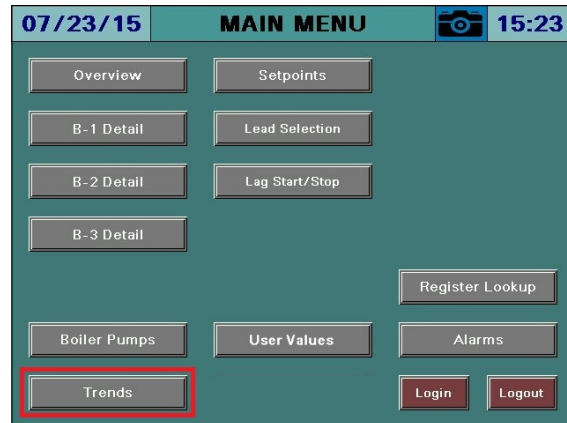 07/23/15 MAIN MENU 15:23
Overview Setpoints
B-1 Detail Lead Selection
B-2 Detail Lag Start/Stop
B-3 Detail
Register Lookup
Boiler Pumps User Values Alarms
Trends Login Logout